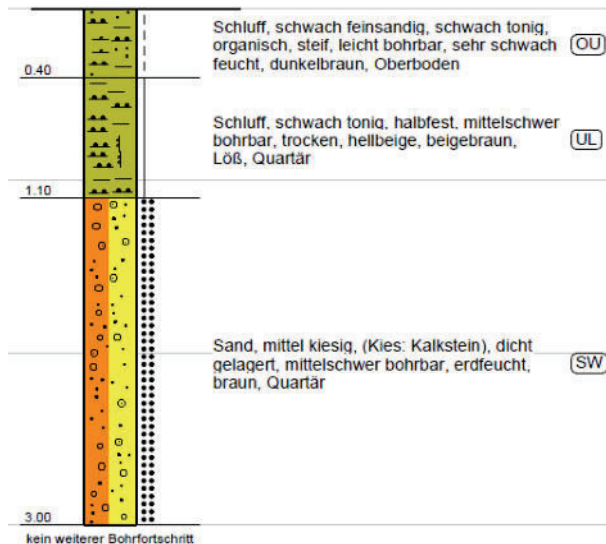 Schluff, schwach feinsandig, schwach tonig,
organisch, steif, leicht bohrbar, sehr schwach
feucht, dunkelbraun, Oberboden
OU
0.40
Schluff, schwach tonig, halbfest, mittelschwer
bohrbar, trocken, hellbeige, beigebraun,
Löß, Quartär
UL
1.10
Sand, mittel kiesig, (Kies: Kalkstein), dicht
gelagert, mittelschwer bohrbar, erdfeucht,
braun, Quartär
SW
3.00
kein weiterer Bohrfortschritt